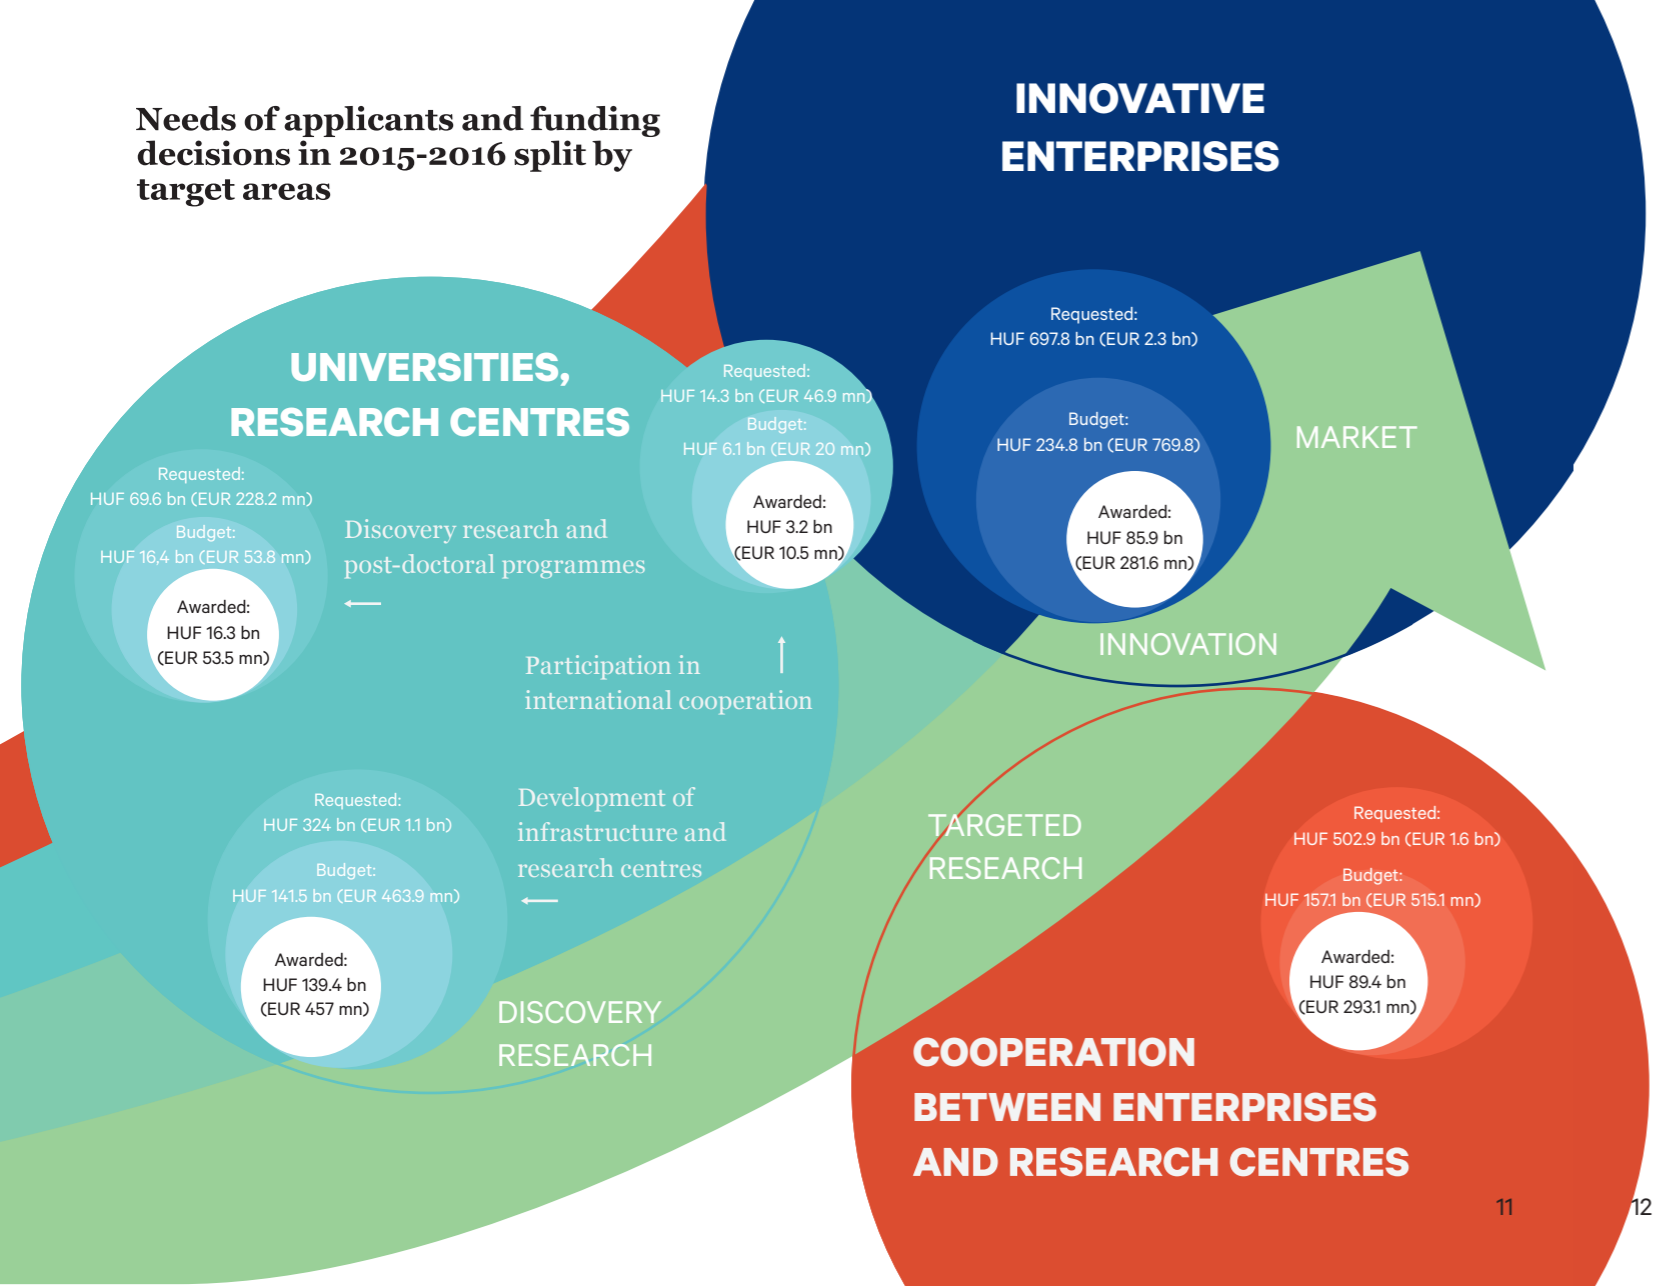 Needs of applicants and funding
decisions in 2015-2016 split by
target areas
INNOVATIVE
ENTERPRISES
Requested:
HUF 697.8 bn (EUR 2.3 bn)
Budget:
HUF 234.8 bn (EUR 769.8)
Awarded:
HUF 85.9 bn
(EUR 281.6 mn)
MARKET
INNOVATION
UNIVERSITIES,
RESEARCH CENTRES
Requested:
HUF 14.3 bn (EUR 46.9 mn)
Budget:
HUF 6.1 bn (EUR 20 mn)
Awarded:
HUF 3.2 bn
(EUR 10.5 mn)
Requested:
HUF 69.6 bn (EUR 228.2 mn)
Budget:
HUF 16,4 bn (EUR 53.8 mn)
Awarded:
HUF 16.3 bn
(EUR 53.5 mn)
Discovery research and
post-doctoral programmes
Participation in
international cooperation
Development of
infrastructure and
research centres
Requested:
HUF 324 bn (EUR 1.1 bn)
Budget:
HUF 141.5 bn (EUR 463.9 mn)
Awarded:
HUF 139.4 bn
(EUR 457 mn)
DISCOVERY
RESEARCH
TARGETED
RESEARCH
Requested:
HUF 502.9 bn (EUR 1.6 bn)
Budget:
HUF 157.1 bn (EUR 515.1 mn)
Awarded:
HUF 89.4 bn
(EUR 293.1 mn)
COOPERATION
BETWEEN ENTERPRISES
AND RESEARCH CENTRES
11
12